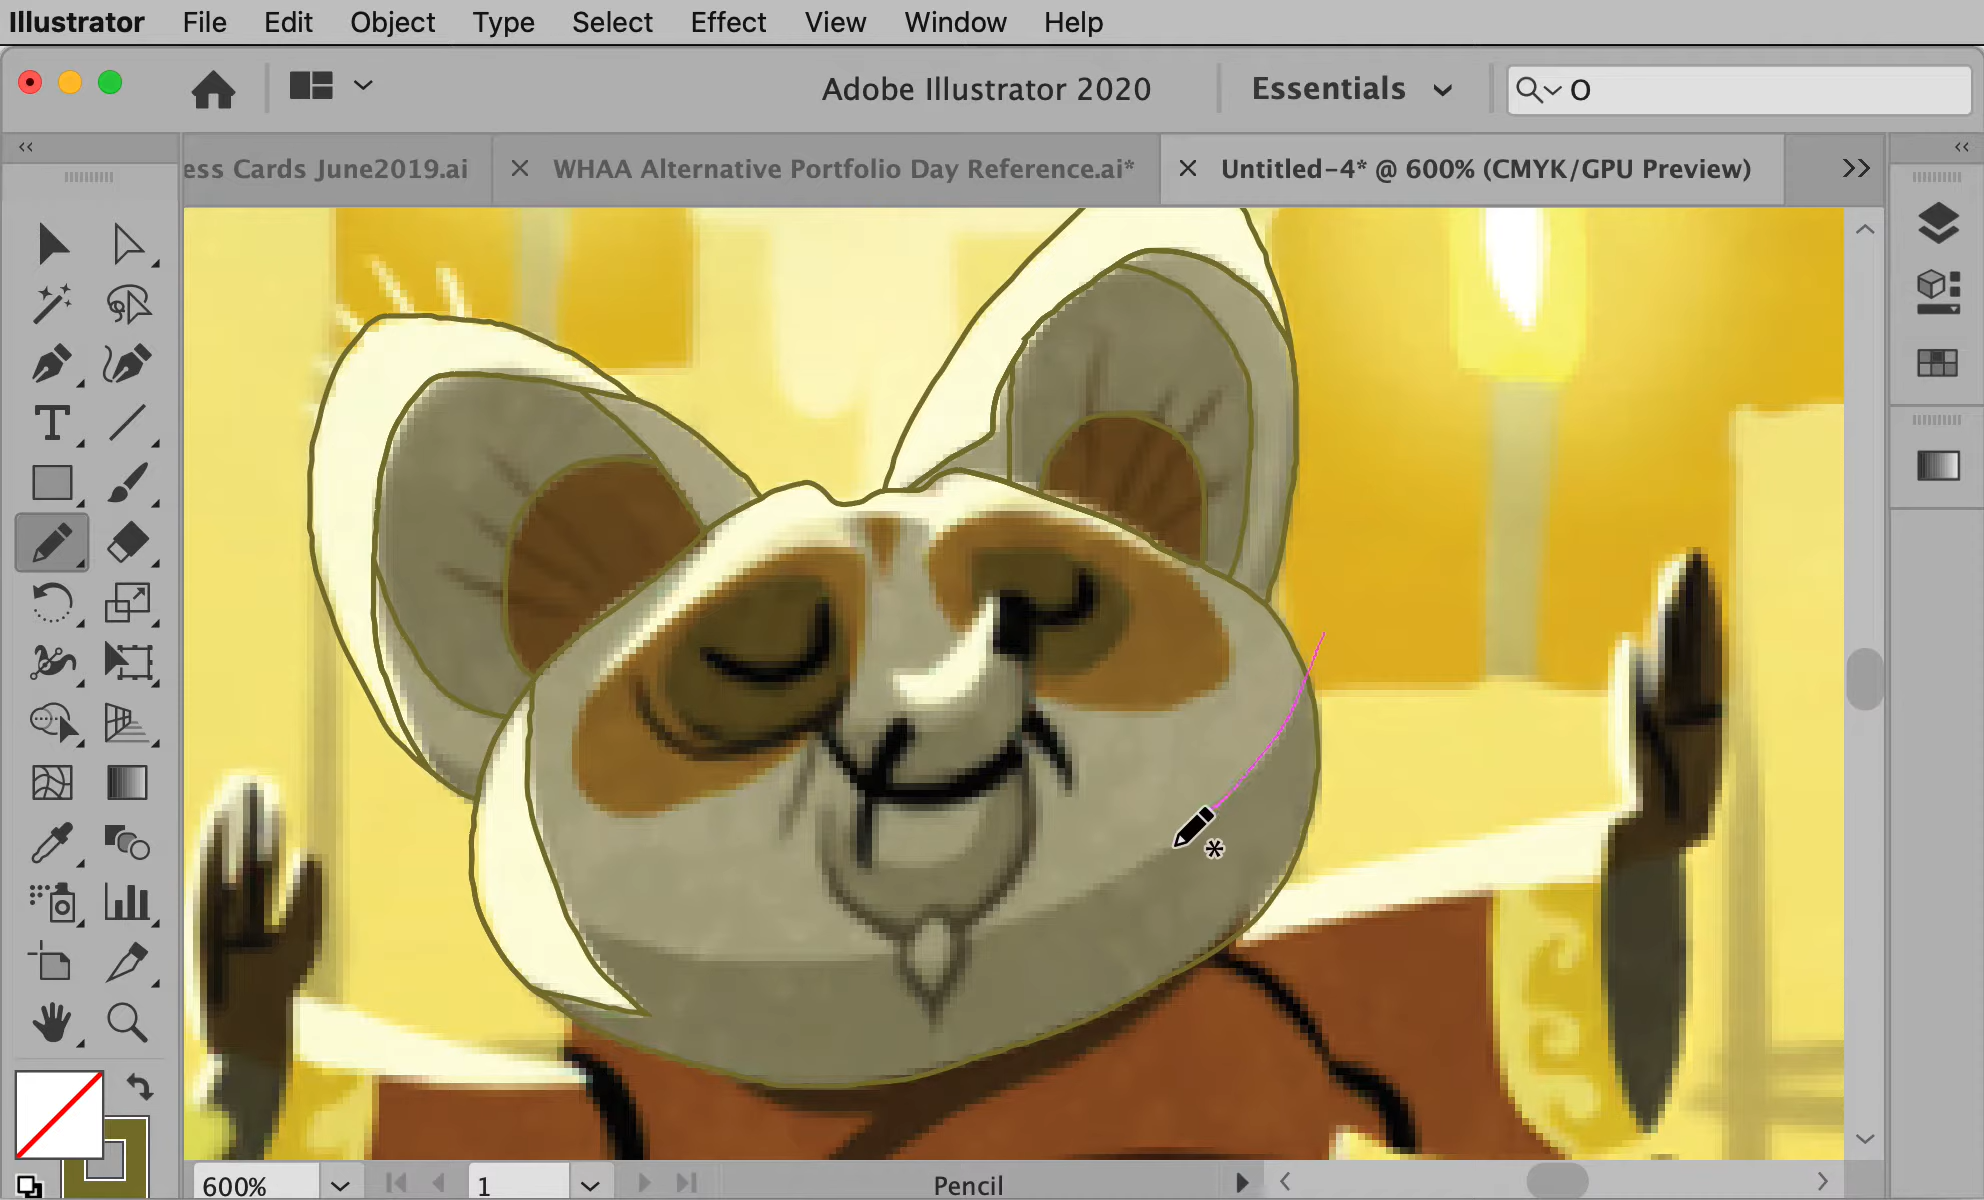 Illustrator File Edit Object Type Select Effect View Window Help
Adobe Illustrator 2020 Essentials O
ess Cards June2019.ai WHAA Alternative Portfolio Day Reference.ai* Untitled-4* @ 600% (CMYK/GPU Preview)
600% 1 Pencil